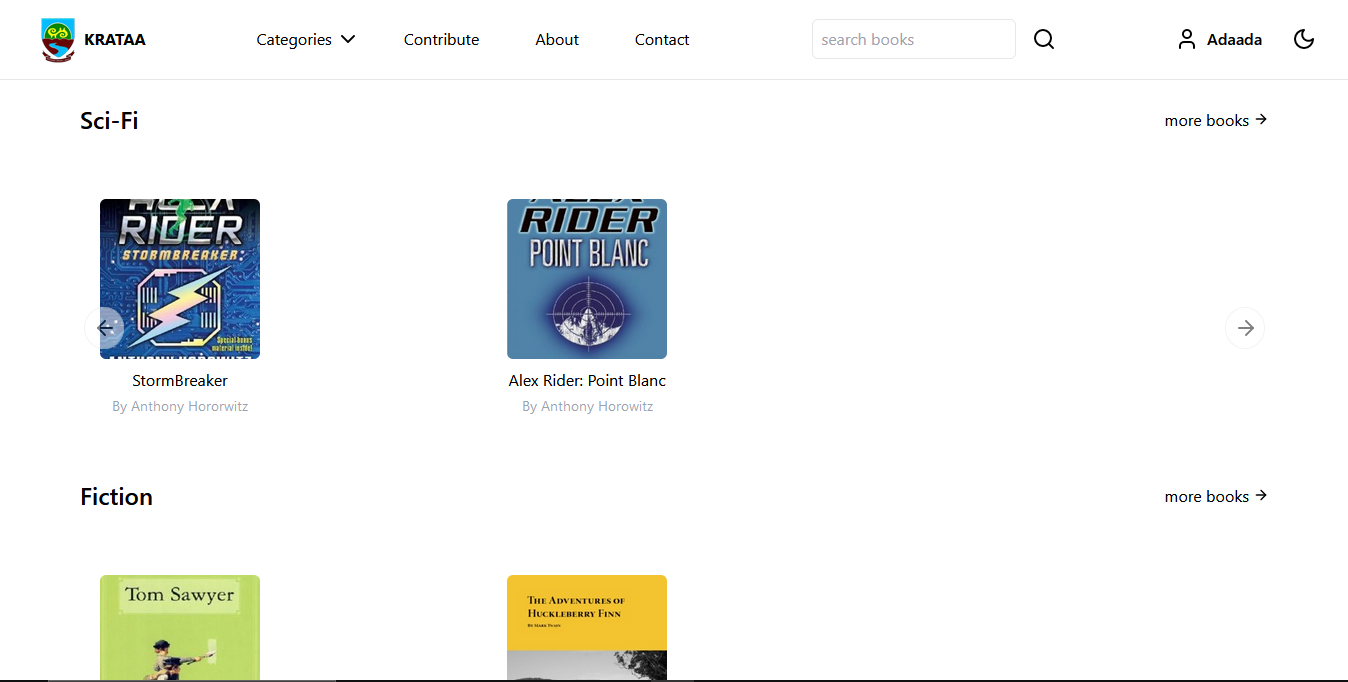 KRATAA
Categories
Contribute
About
Contact
search books
Adaada
Sci-Fi
more books
RIDER
STORMBREAKER
Special bonus
material inside!
StormBreaker
By Anthony Hororwitz
RIDER
POINT BLANC
Alex Rider: Point Blanc
By Anthony Horowitz
Fiction
more books
Tom Sawyer
The Adventures of
Huckleberry Finn
By Mark Twain